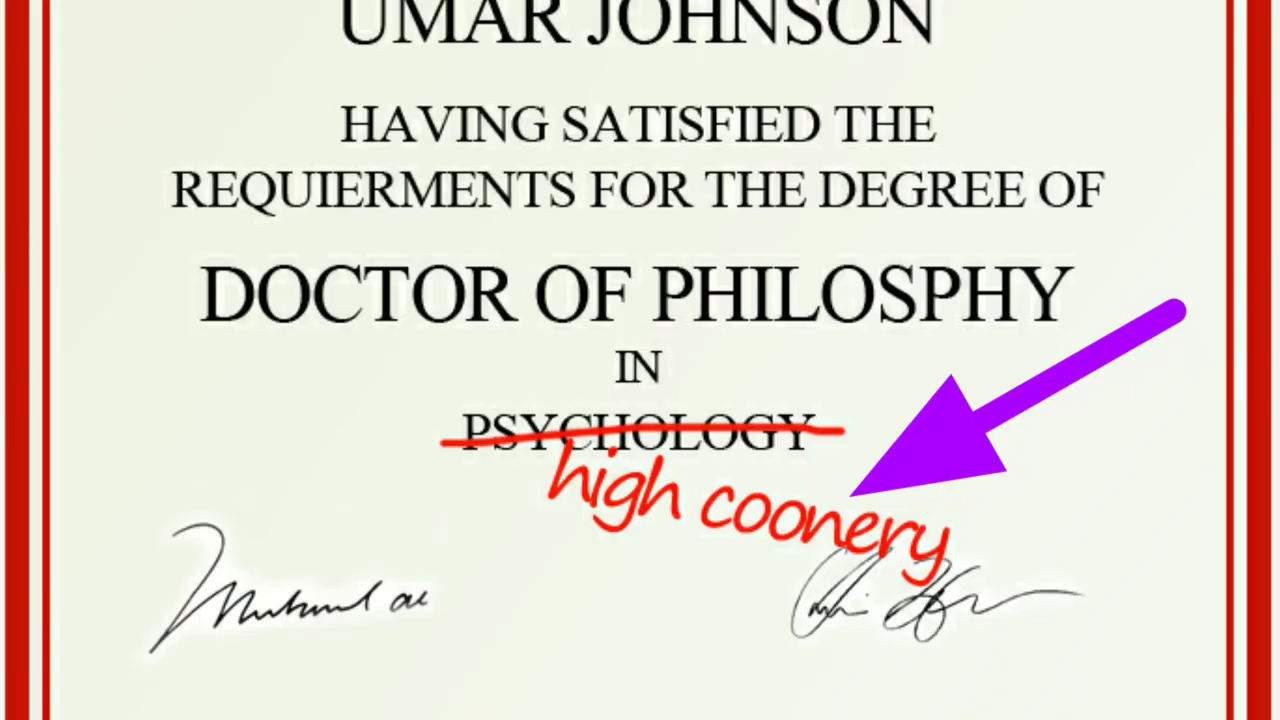 UMAR JOHNSON
HAVING SATISFIED THE
REQUIERMENTS FOR THE DEGREE OF
DOCTOR OF PHILOSPHY
IN
PSYCHOLOGY
high coonery